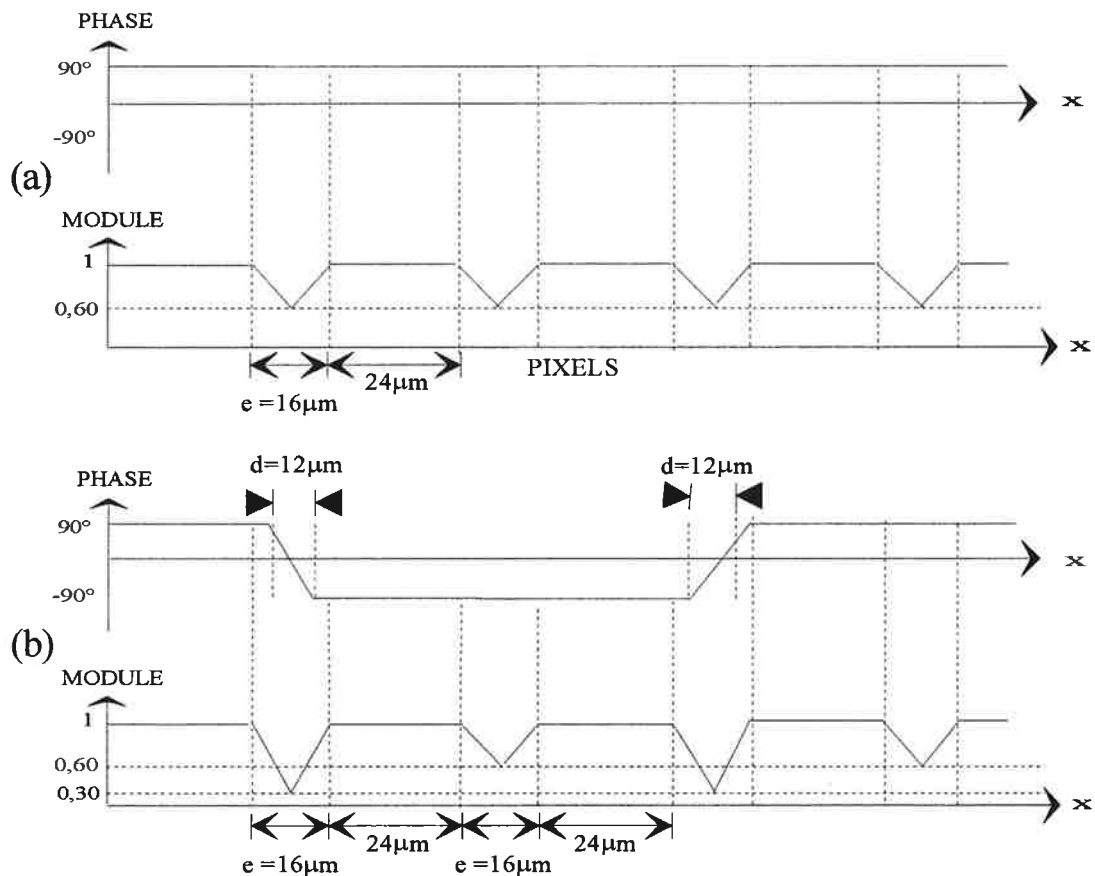 PHASE
90°
x
-90°
(a)
MODULE
1
0,60
x
PIXELS
24µm
e =16µm
d=12µm
d=12µm
PHASE
90°
x
-90°
(b)
MODULE
1
0,60
0,30
x
24µm
24µm
e =16µm
e =16µm